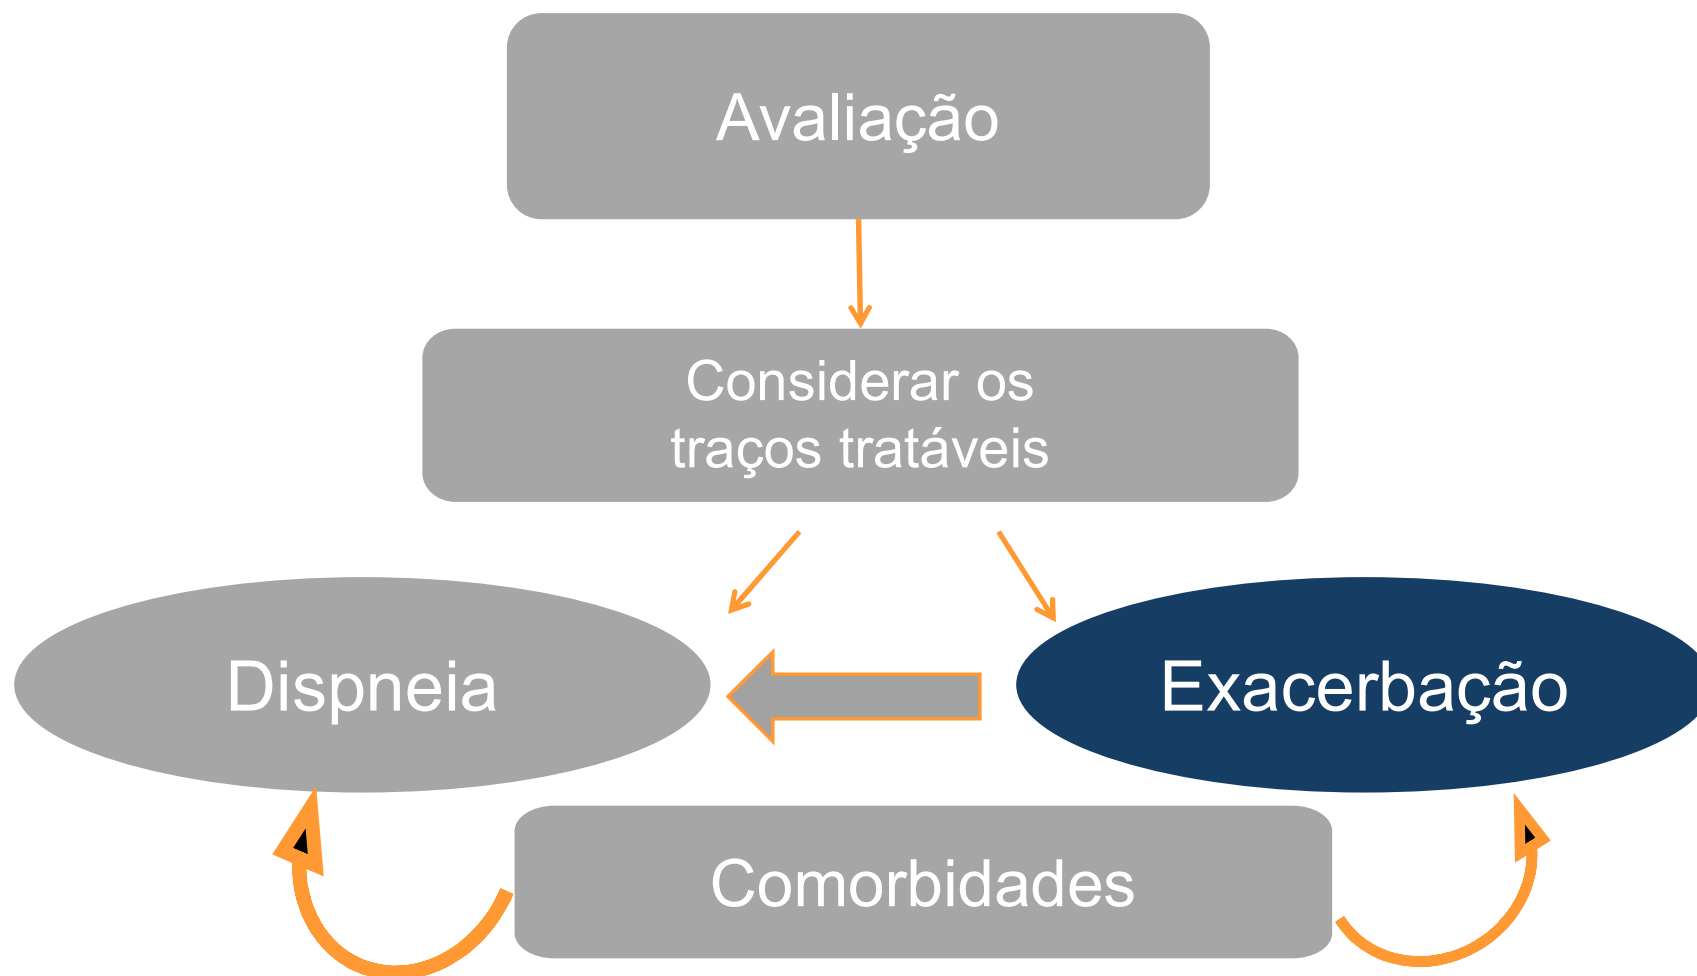 Avaliação
Considerar os
traços tratáveis
Dispneia
Exacerbação
Comorbidades